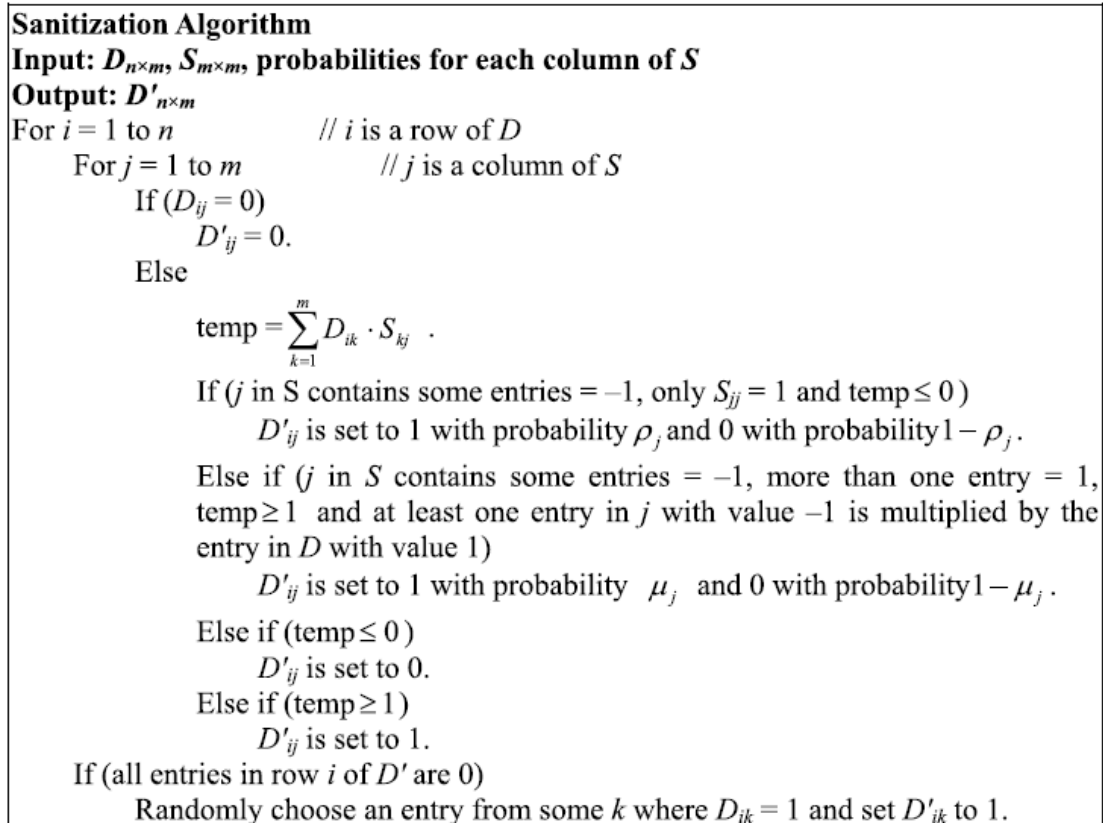 Sanitization Algorithm
Input: Dₙ×ₘ, Sₘ×ₘ, probabilities for each column of S
Output: D'ₙ×ₘ
For i = 1 to n // i is a row of D
For j = 1 to m // j is a column of S
If (Dᵢⱼ = 0)
D'ᵢⱼ = 0.
Else
temp = ∑ₖ₌₁ᵐ Dᵢₖ · Sₖⱼ .
If (j in S contains some entries = –1, only Sⱼⱼ = 1 and temp ≤ 0 )
D'ᵢⱼ is set to 1 with probability ρⱼ and 0 with probability 1 – ρⱼ.
Else if (j in S contains some entries = –1, more than one entry = 1,
temp ≥ 1 and at least one entry in j with value –1 is multiplied by the
entry in D with value 1)
D'ᵢⱼ is set to 1 with probability μⱼ and 0 with probability 1 – μⱼ.
Else if (temp ≤ 0 )
D'ᵢⱼ is set to 0.
Else if (temp ≥ 1)
D'ᵢⱼ is set to 1.
If (all entries in row i of D' are 0)
Randomly choose an entry from some k where Dᵢₖ = 1 and set D'ᵢₖ to 1.